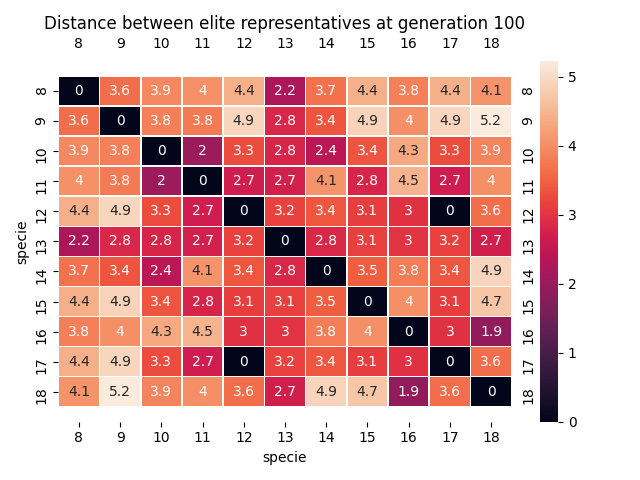 Distance between elite representatives at generation 100
8 9 10 11 12 13 14 15 16 17 18
8 0 3.6 3.9 4 4.4 2.2 3.7 4.4 3.8 4.4 4.1 8
9 3.6 0 3.8 3.8 4.9 2.8 3.4 4.9 4 4.9 5.2 9
10 3.9 3.8 0 2 3.3 2.8 2.4 3.4 4.3 3.3 3.9 10
11 4 3.8 2 0 2.7 2.7 4.1 2.8 4.5 2.7 4 11
12 4.4 4.9 3.3 2.7 0 3.2 3.4 3.1 3 0 3.6 12
13 2.2 2.8 2.8 2.7 3.2 0 2.8 3.1 3 3.2 2.7 13
14 3.7 3.4 2.4 4.1 3.4 2.8 0 3.5 3.8 3.4 4.9 14
15 4.4 4.9 3.4 2.8 3.1 3.1 3.5 0 4 3.1 4.7 15
16 3.8 4 4.3 4.5 3 3 3.8 4 0 3 1.9 16
17 4.4 4.9 3.3 2.7 0 3.2 3.4 3.1 3 0 3.6 17
18 4.1 5.2 3.9 4 3.6 2.7 4.9 4.7 1.9 3.6 0 18
8 9 10 11 12 13 14 15 16 17 18
specie
specie
5
4
3
2
1
0